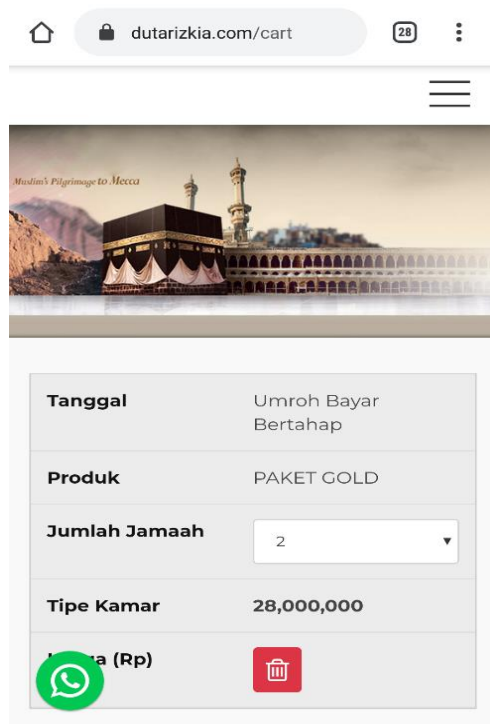 dutarizkia.com/cart
28
Muslim's Pilgrimage to Mecca
Tanggal
Umroh Bayar
Bertahap
Produk
PAKET GOLD
Jumlah Jamaah
2
Tipe Kamar
28,000,000
(Rp)